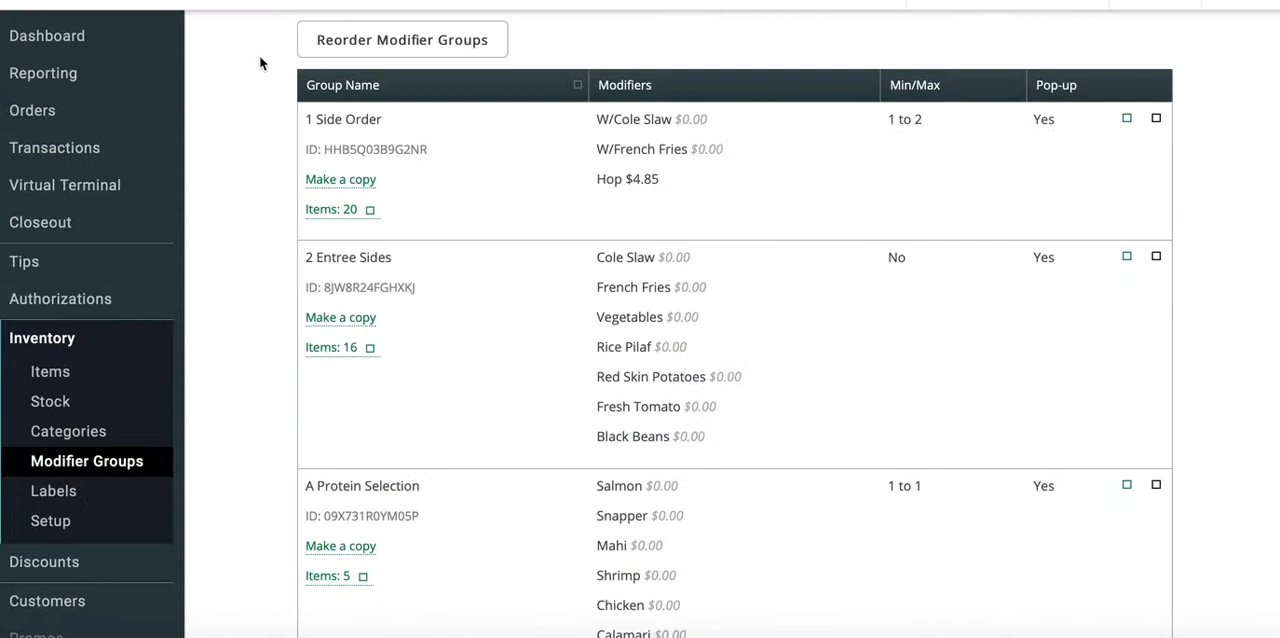 Dashboard
Reporting
Orders
Transactions
Virtual Terminal
Closeout
Tips
Authorizations
Inventory
Items
Stock
Categories
Modifier Groups
Labels
Setup
Discounts
Customers
Promos
Reorder Modifier Groups
Group Name Modifiers Min/Max Pop-up
1 Side Order W/Cole Slaw $0.00 1 to 2 Yes
ID: HHB5Q03B9G2NR W/French Fries $0.00
Make a copy Hop $4.85
Items: 20
2 Entree Sides Cole Slaw $0.00 No Yes
ID: 8JW8R24FGHXKJ French Fries $0.00
Make a copy Vegetables $0.00
Items: 16 Rice Pilaf $0.00
Red Skin Potatoes $0.00
Fresh Tomato $0.00
Black Beans $0.00
A Protein Selection Salmon $0.00 1 to 1 Yes
ID: 09X731R0YM05P Snapper $0.00
Make a copy Mahi $0.00
Items: 5 Shrimp $0.00
Chicken $0.00
Calamari $0.00